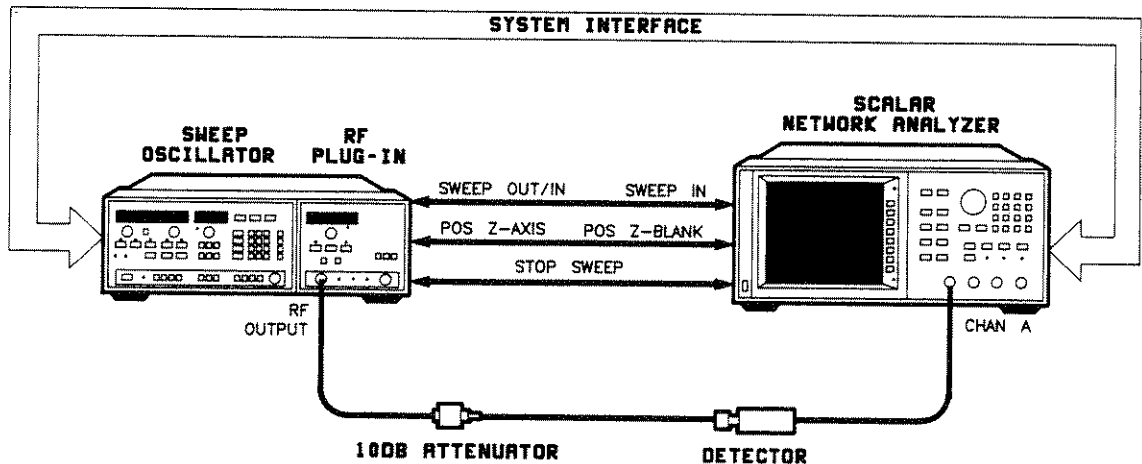 SYSTEM INTERFACE
SCALAR
NETWORK ANALYZER
SWEEP
OSCILLATOR
RF
PLUG-IN
SWEEP OUT/IN SWEEP IN
POS Z-AXIS POS Z-BLANK
STOP SWEEP
RF
OUTPUT
CHAN A
10DB ATTENUATOR
DETECTOR